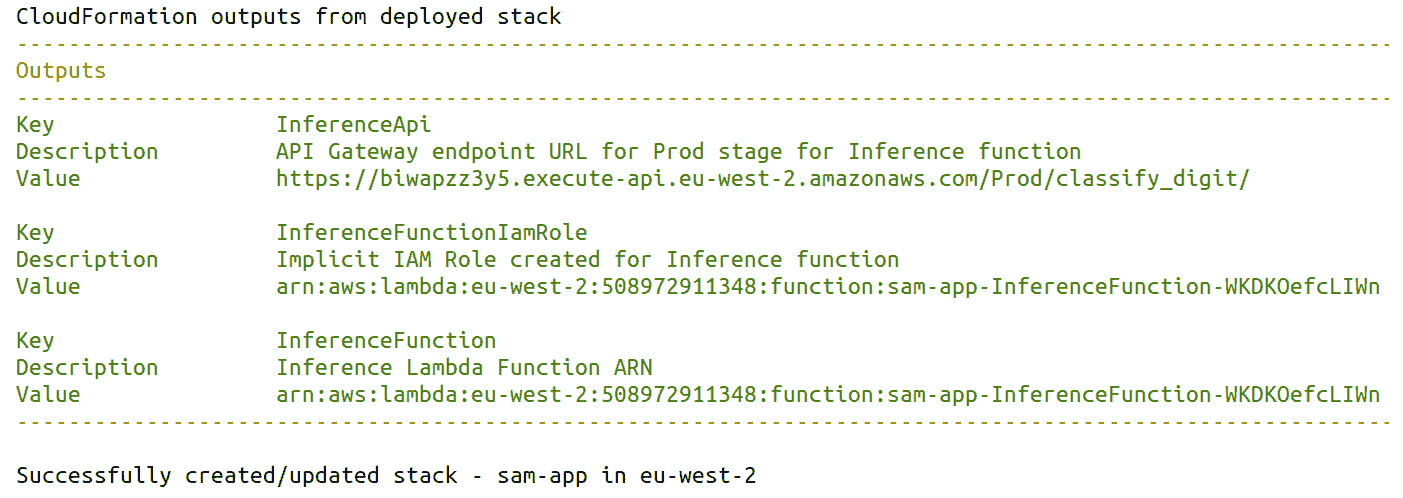 CloudFormation outputs from deployed stack
-------------------------------------------------------------------------------------------------------------------------------
Outputs
-------------------------------------------------------------------------------------------------------------------------------
Key InferenceApi
Description API Gateway endpoint URL for Prod stage for Inference function
Value https://biwapzz3y5.execute-api.eu-west-2.amazonaws.com/Prod/classify_digit/
Key InferenceFunctionIamRole
Description Implicit IAM Role created for Inference function
Value arn:aws:lambda:eu-west-2:508972911348:function:sam-app-InferenceFunction-WKDKOefcLIWn
Key InferenceFunction
Description Inference Lambda Function ARN
Value arn:aws:lambda:eu-west-2:508972911348:function:sam-app-InferenceFunction-WKDKOefcLIWn
-------------------------------------------------------------------------------------------------------------------------------
Successfully created/updated stack - sam-app in eu-west-2